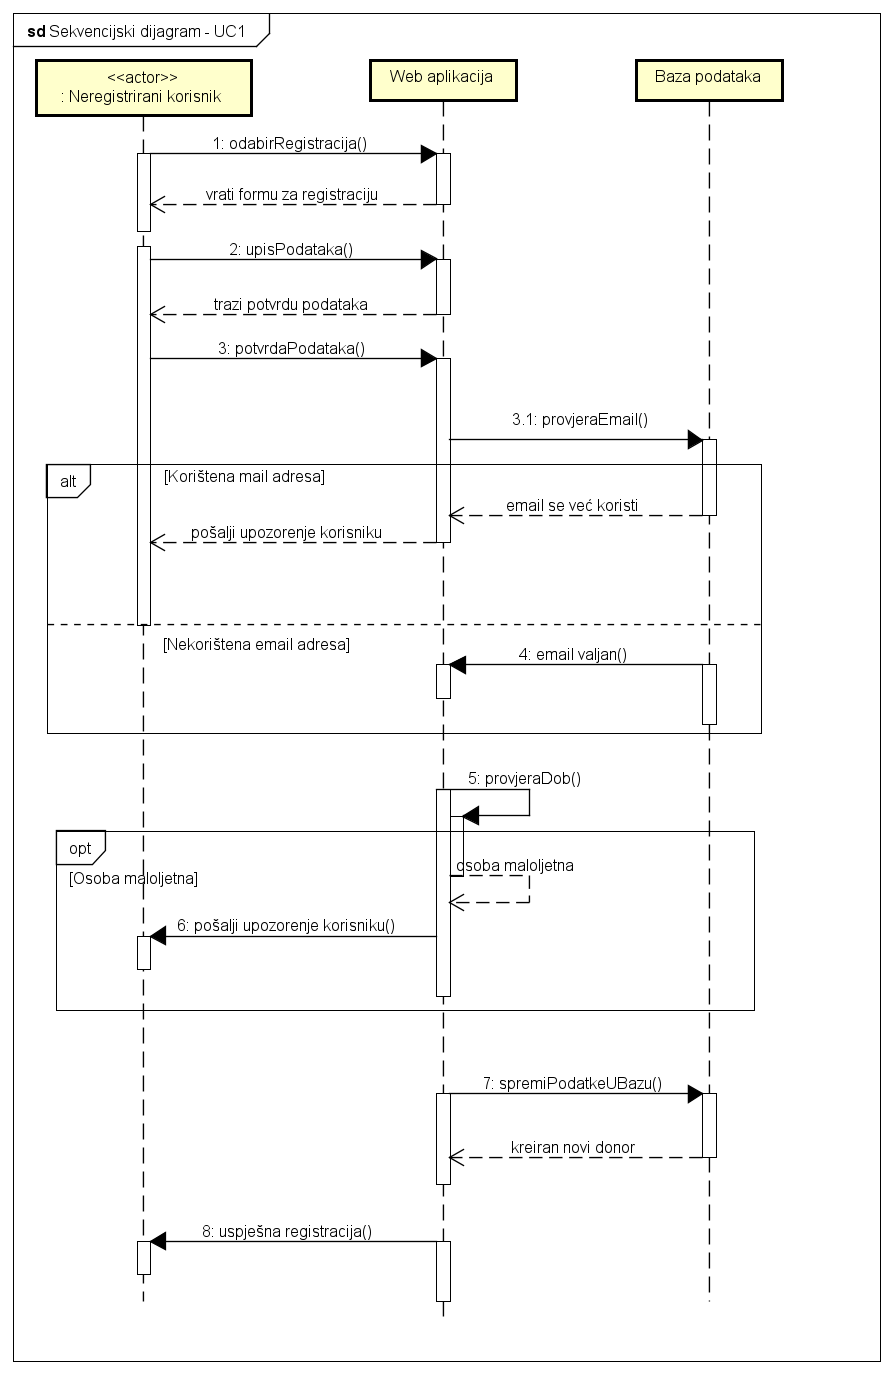 sd Sekvencijski dijagram - UC1
<<actor>>
: Neregistrirani korisnik
Web aplikacija
Baza podataka
1: odabirRegistracija()
vrati formu za registraciju
2: upisPodataka()
trazi potvrdu podataka
3: potvrdaPodataka()
3.1: provjeraEmail()
alt
[Korištena mail adresa]
email se već koristi
pošalji upozorenje korisniku
[Nekorištena email adresa]
4: email valjan()
5: provjeraDob()
opt
osoba maloljetna
[Osoba maloljetna]
6: pošalji upozorenje korisniku()
7: spremiPodatkeUBazu()
kreiran novi donor
8: uspješna registracija()